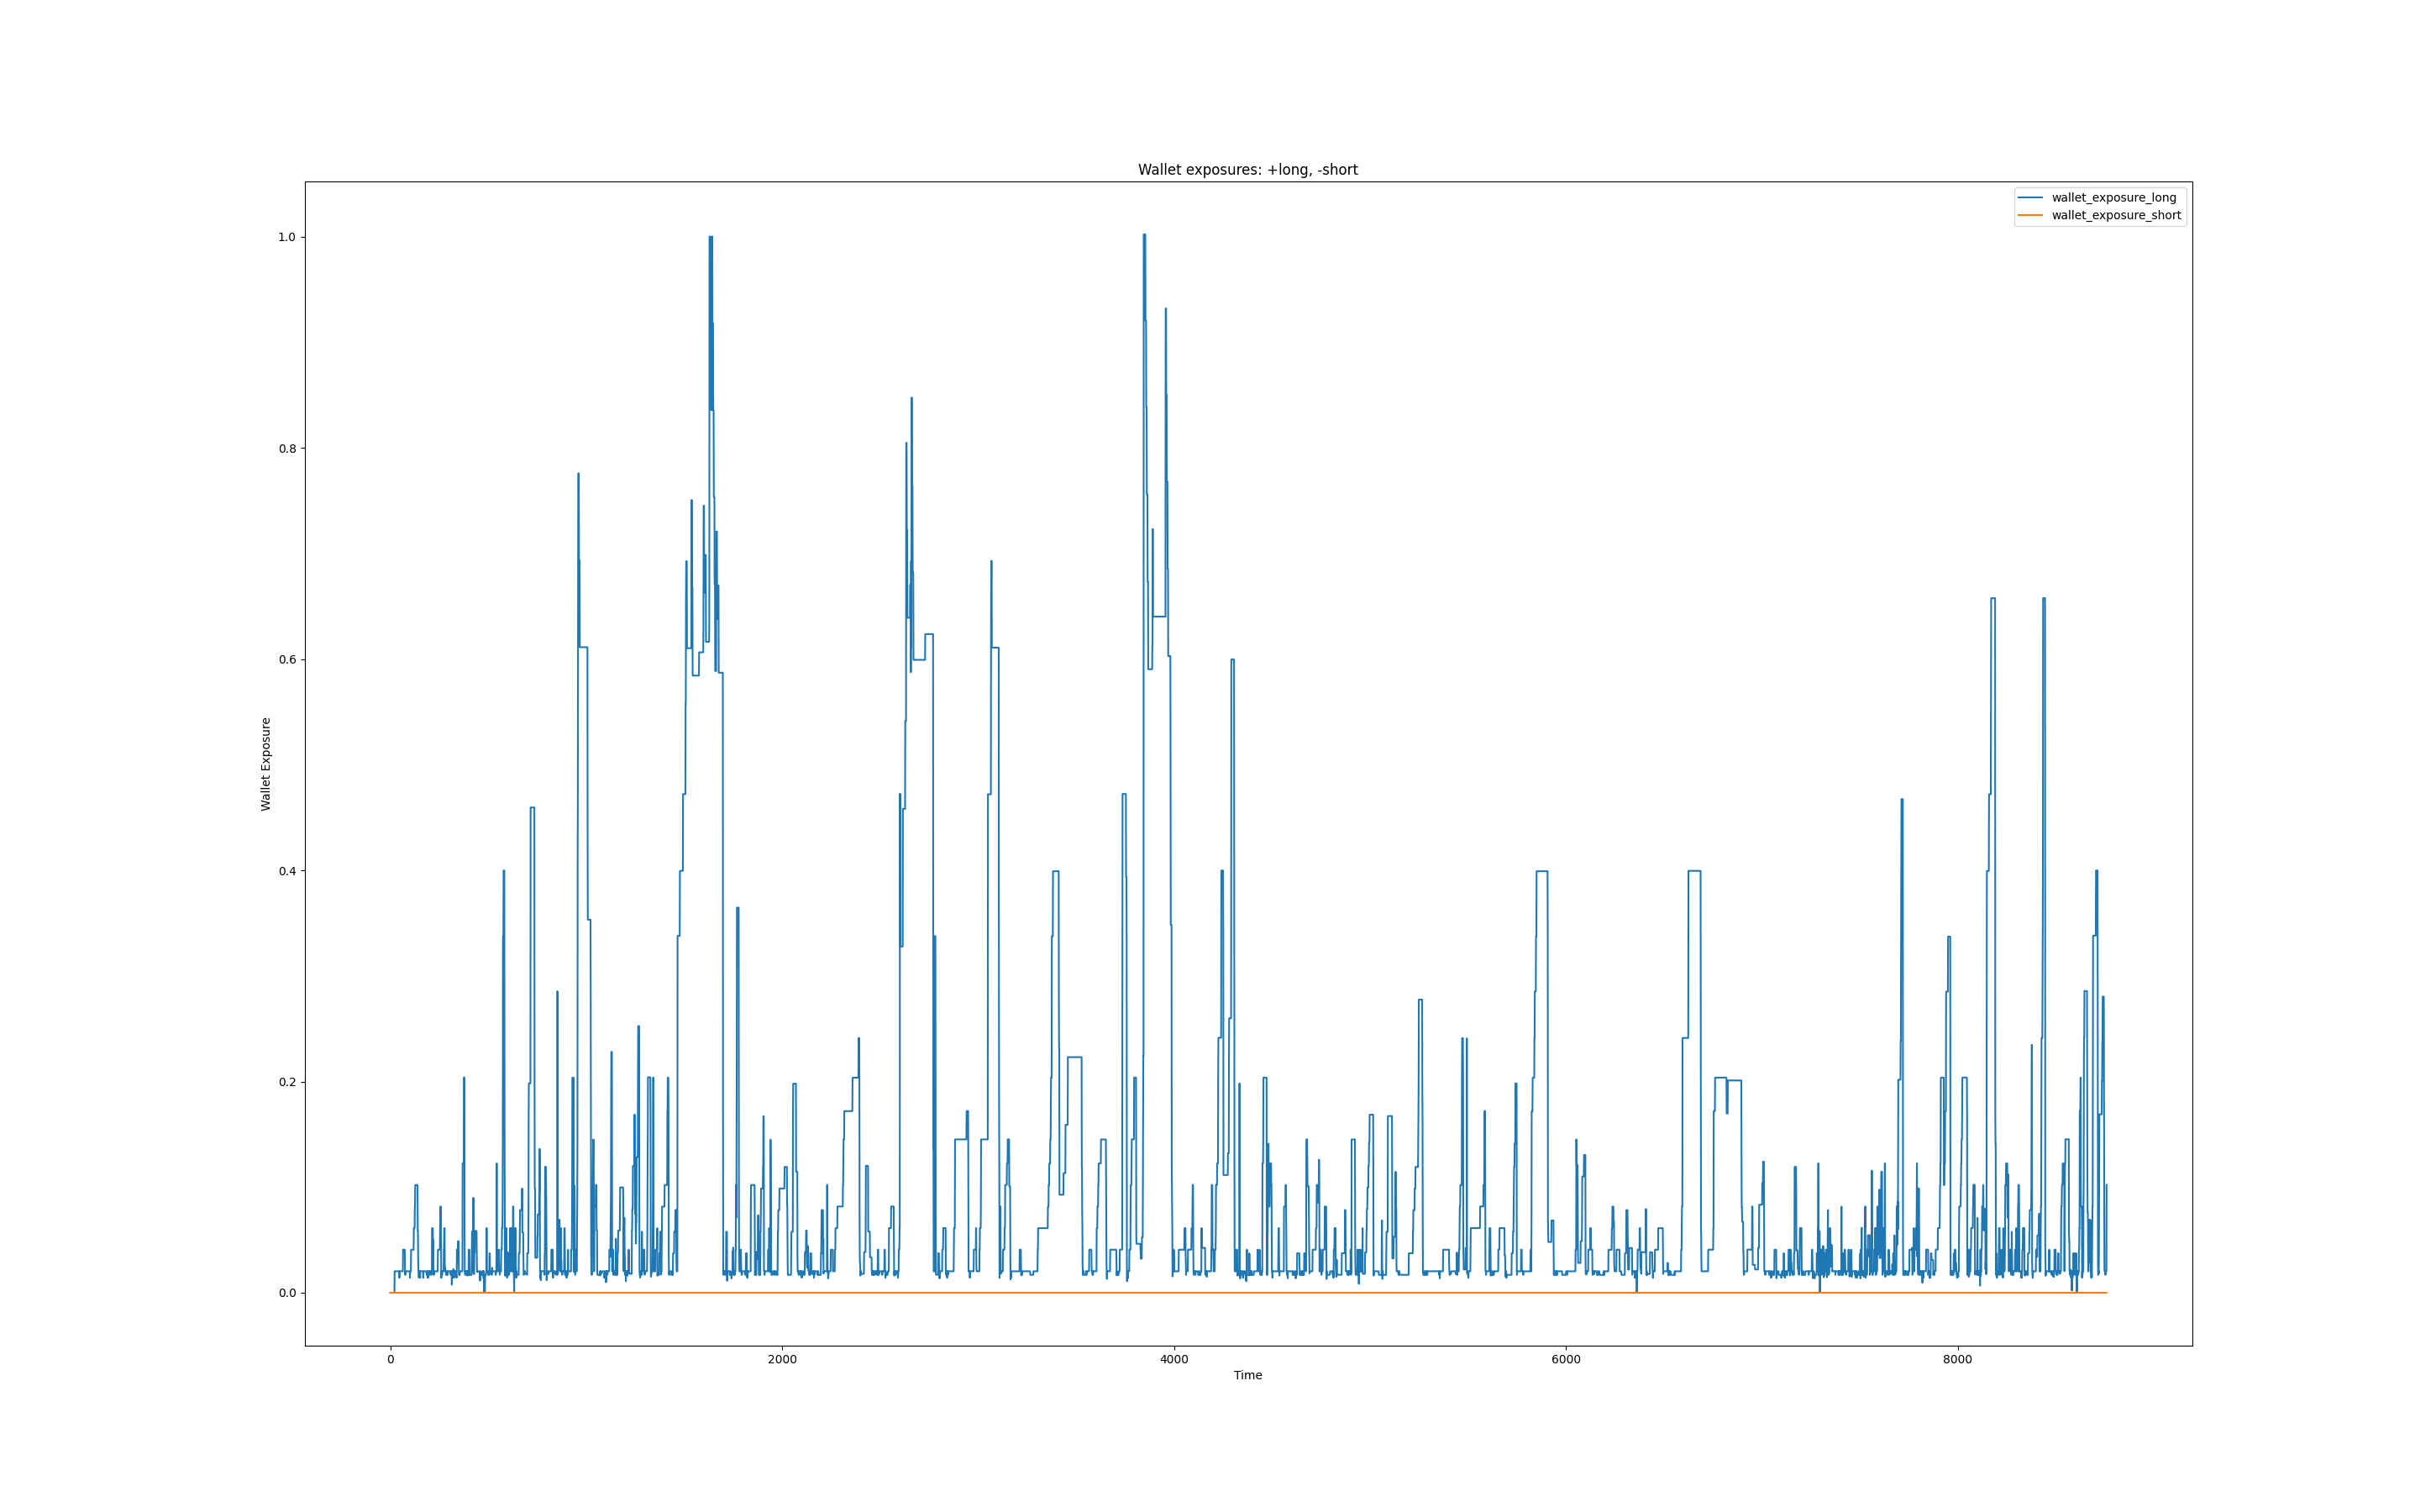 Wallet exposures: +long, -short
wallet_exposure_long
wallet_exposure_short
1.0
0.8
0.6
0.4
0.2
0.0
Wallet Exposure
0 2000 4000 6000 8000
Time